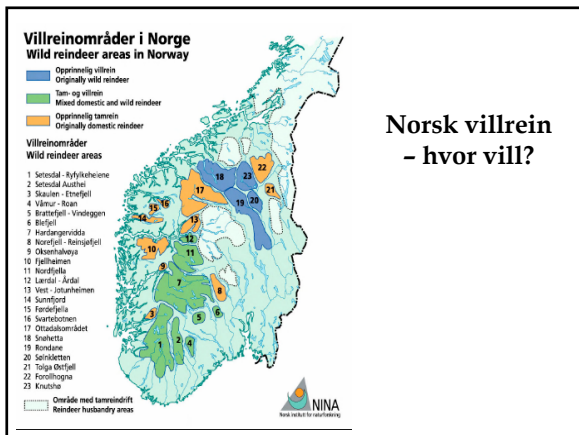 Villreinområder i Norge
Wild reindeer areas in Norway
Opprinnelig villrein
Originally wild reindeer
Tam- og villrein
Mixed domestic and wild reindeer
Opprinnelig tamrein
Originally domestic reindeer
Villreinområder
Wild reindeer areas
1 Setesdal - Ryfylkeheiene
2 Setesdal Austhei
3 Skaulen - Etnefjell
4 Våmur - Roan
5 Brattefjell - Vindeggen
6 Blefjell
7 Hardangervidda
8 Norefjell - Reinsjøfjell
9 Oksenhalvøya
10 Fjellheimen
11 Nordfjella
12 Lærdal - Årdal
13 Vest - Jotunheimen
14 Sunnfjord
15 Førdefjella
16 Svartebotnen
17 Ottadalsområdet
18 Snøhetta
19 Rondane
20 Sølnkletten
21 Tolga Østfjell
22 Forollhogna
23 Knutshø
Område med tamreindrift
Reindeer husbandry areas
22
18
23
17
21
20
19
16
15
14
13
12
10
11
9
7
8
3
6
5
1
2
4
NINA
Norsk institutt for naturforskning
Norsk villrein
– hvor vill?